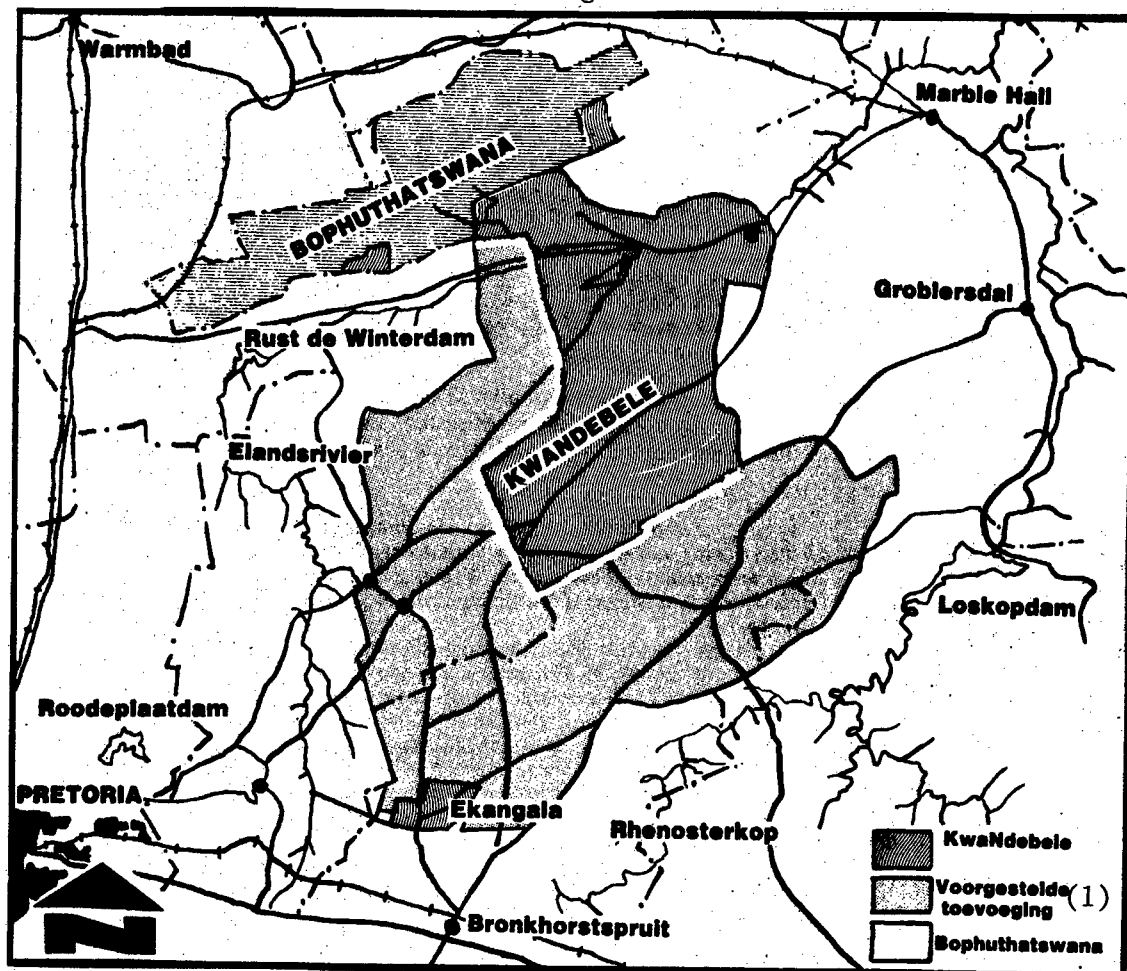 Warmbad
Marble Hall
BOPHUTHATSWANA
Groblersdal
Rust de Winterdam
KWANDEBELE
Elandsrivier
Loskopdam
Roodeplaatdam
PRETORIA
Ekangala
Rhenosterkop
Bronkhorstspruit
N
KwaNdebele
Voorgestelde (1)
toevoeging
Bophuthatswana